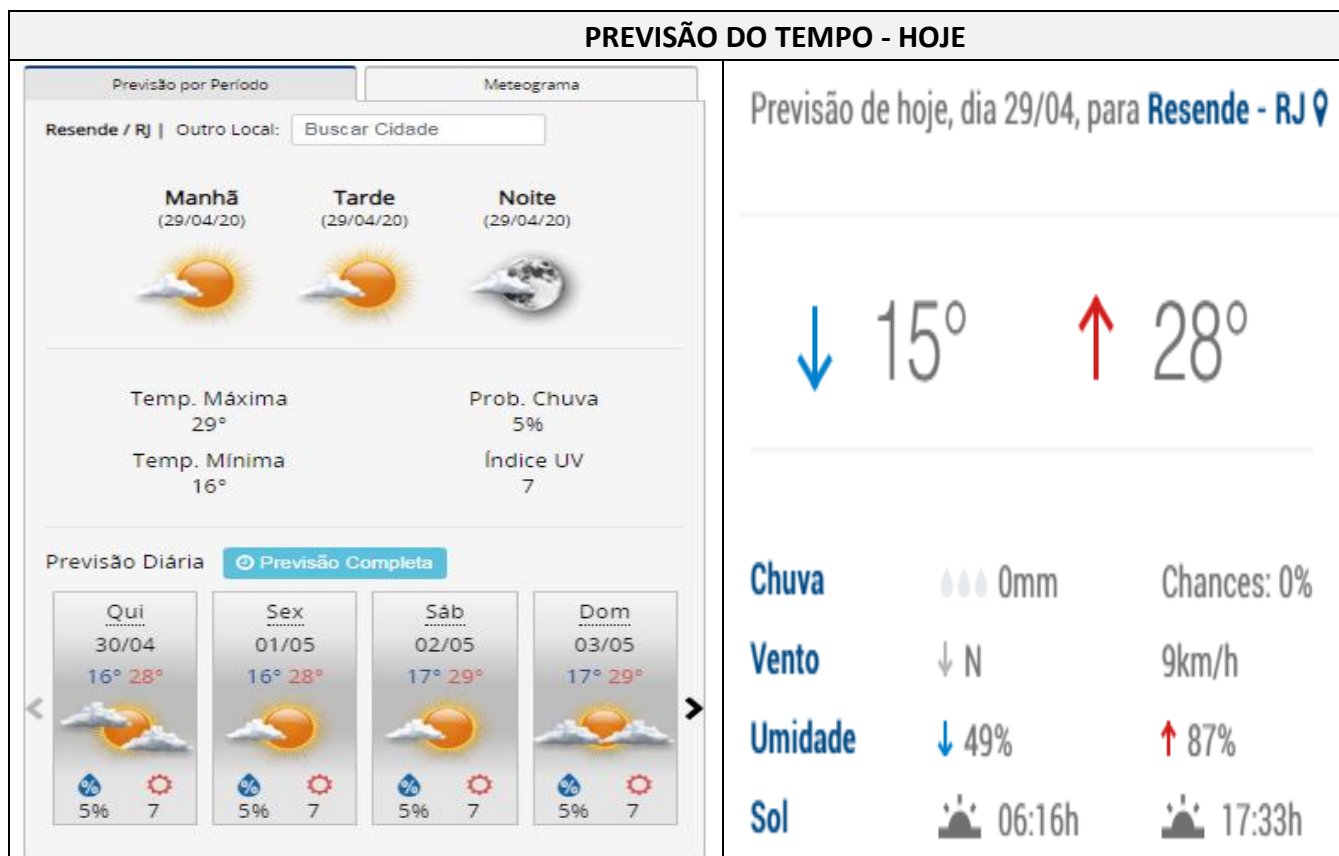 PREVISÃO DO TEMPO - HOJE
Previsão por Período
Meteograma
Resende / RJ | Outro Local: Buscar Cidade
Manhã Tarde Noite
(29/04/20) (29/04/20) (29/04/20)
Temp. Máxima Prob. Chuva
29° 5%
Temp. Mínima Índice UV
16° 7
Previsão Diária Previsão Completa
Qui Sex Sáb Dom
30/04 01/05 02/05 03/05
16° 28° 16° 28° 17° 29° 17° 29°
% % % %
5% 7 5% 7 5% 7 5% 7
Previsão de hoje, dia 29/04, para Resende - RJ
15° 28°
Chuva 0mm Chances: 0%
Vento N 9km/h
Umidade 49% 87%
Sol 06:16h 17:33h